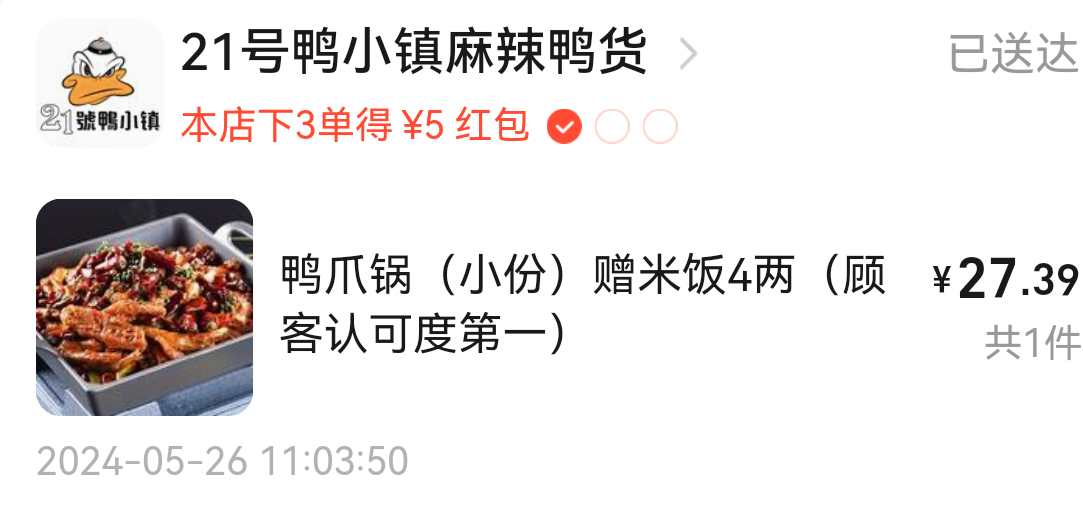 21号鸭小镇麻辣鸭货
已送达
21號鴨小镇
本店下3单得 ¥5 红包
鸭爪锅（小份）赠米饭4两（顾
客认可度第一）
¥27.39
共1件
2024-05-26 11:03:50